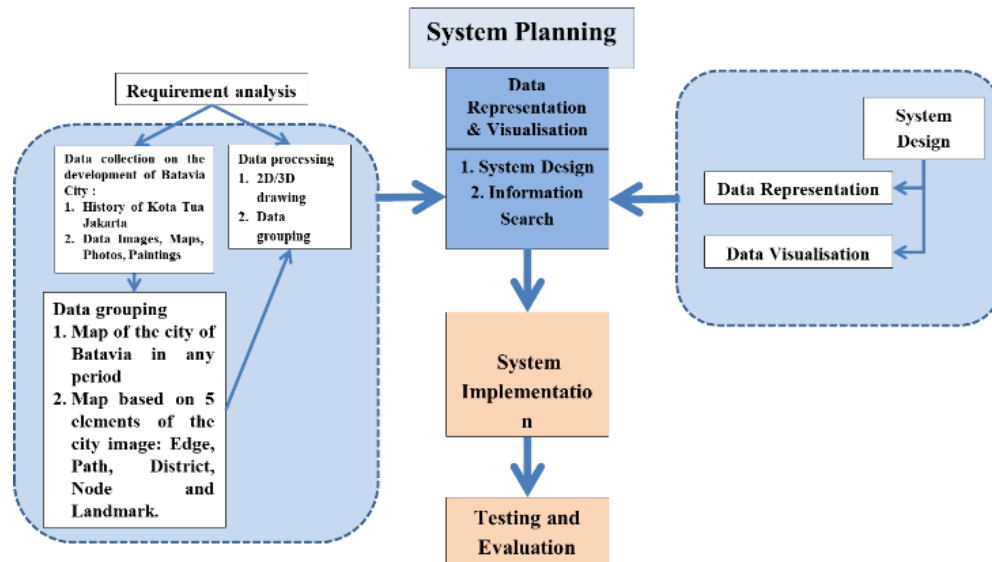 System Planning
Data
Representation
& Visualisation
1. System Design
2. Information
Search
Requirement analysis
Data collection on the
development of Batavia
City :
1. History of Kota Tua
Jakarta
2. Data Images, Maps,
Photos, Paintings
Data processing
1. 2D/3D
drawing
2. Data
grouping
Data grouping
1. Map of the city of
Batavia in any
period
2. Map based on 5
elements of the
city image: Edge,
Path, District,
Node and
Landmark.
System
Design
Data Representation
Data Visualisation
System
Implementatio
n
Testing and
Evaluation